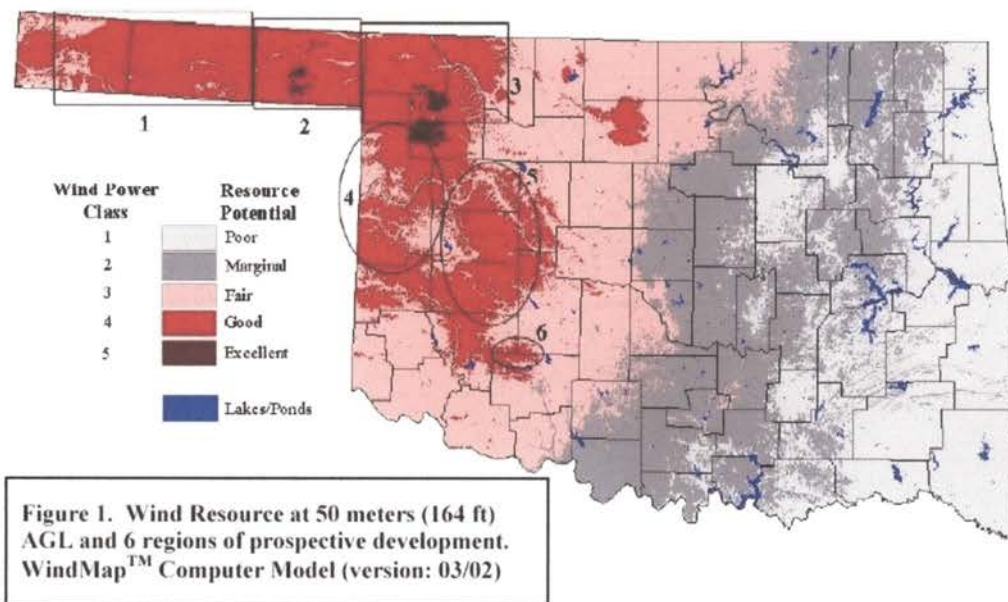 1
2
3
4
5
6
Wind Power Class Resource Potential
1 Poor
2 Marginal
3 Fair
4 Good
5 Excellent
Lakes/Ponds
Figure 1. Wind Resource at 50 meters (164 ft)
AGL and 6 regions of prospective development.
WindMap™ Computer Model (version: 03/02)